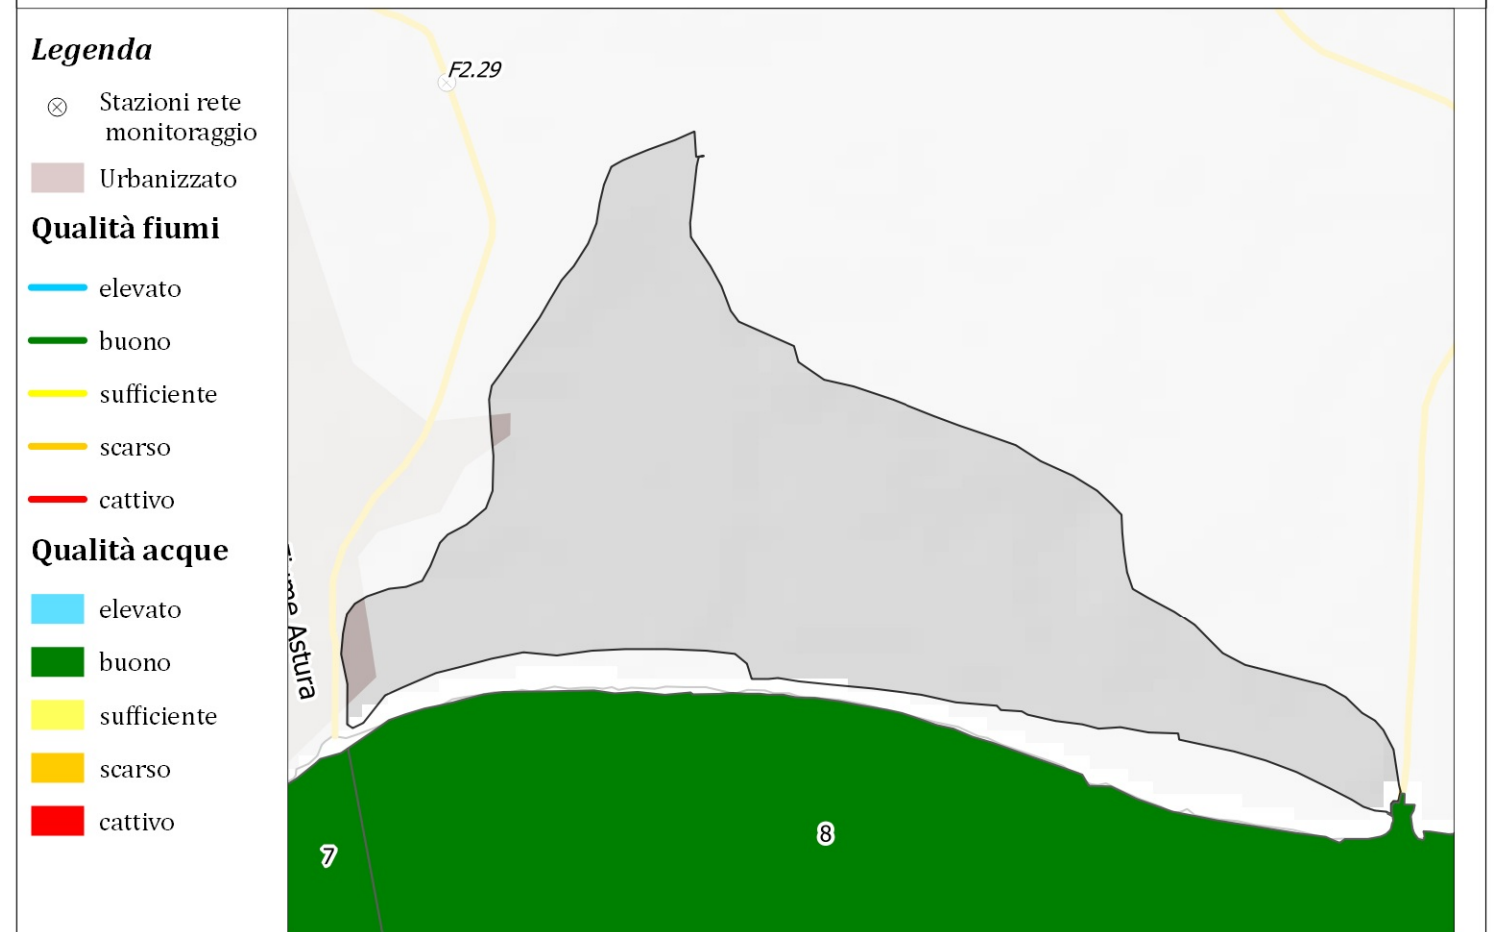 Legenda
Stazioni rete
monitoraggio
Urbanizzato
Qualità fiumi
elevato
buono
sufficiente
scarso
cattivo
Qualità acque
elevato
buono
sufficiente
scarso
cattivo
F2.29
Astura
7
8